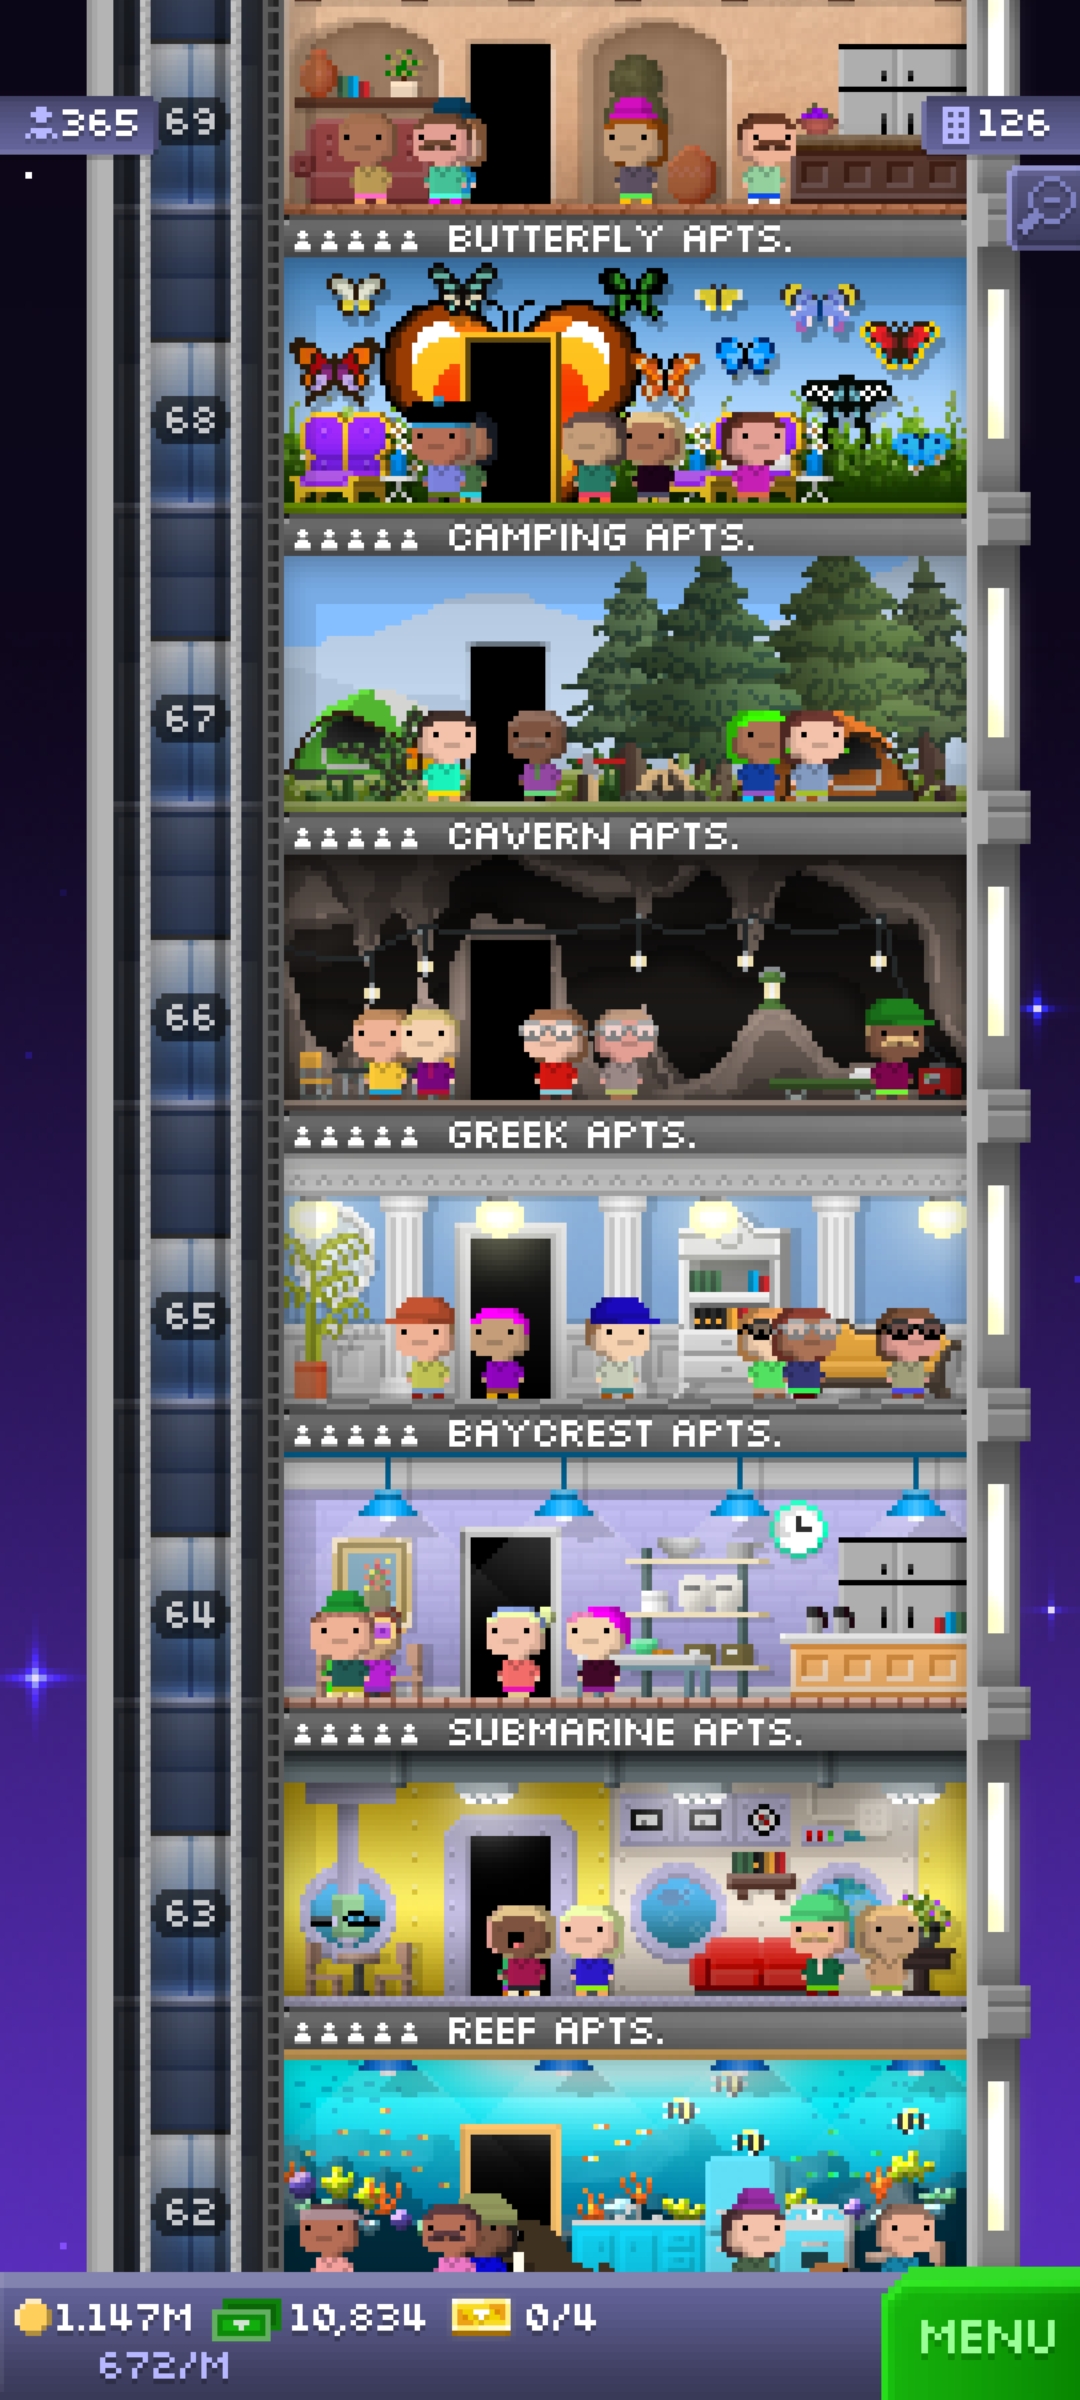 365
69
126
BUTTERFLY APTS.
68
CAMPING APTS.
67
CAVERN APTS.
66
GREEK APTS.
65
BAYCREST APTS.
64
SUBMARINE APTS.
63
REEF APTS.
62
1.147M 10,834 0/4
672/M
MENU